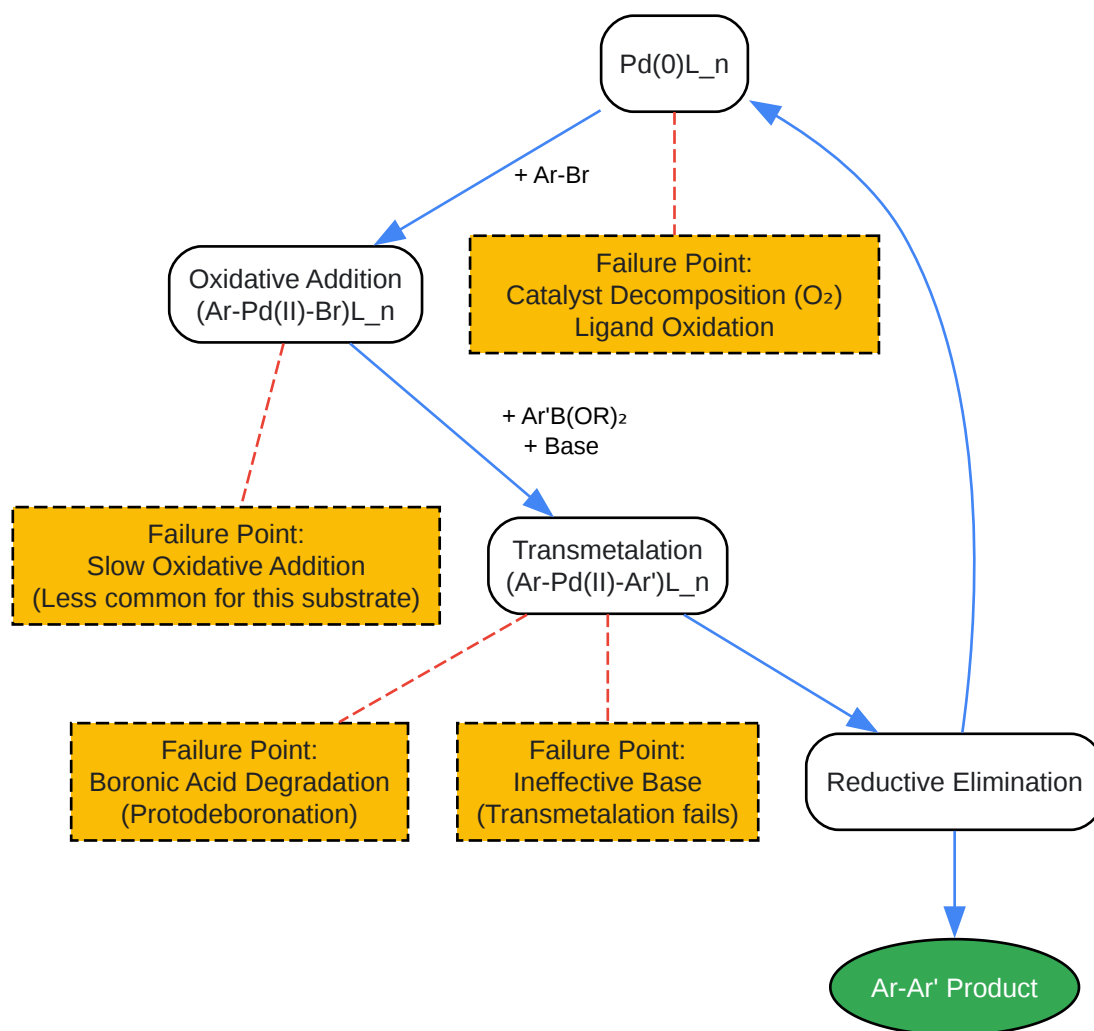 Pd(0)L_n
+ Ar-Br
Failure Point:
Catalyst Decomposition (O₂)
Ligand Oxidation
Oxidative Addition
(Ar-Pd(II)-Br)L_n
+ Ar'B(OR)₂
+ Base
Failure Point:
Slow Oxidative Addition
(Less common for this substrate)
Transmetalation
(Ar-Pd(II)-Ar')L_n
Failure Point:
Boronic Acid Degradation
(Protodeboronation)
Failure Point:
Ineffective Base
(Transmetalation fails)
Reductive Elimination
Ar-Ar' Product